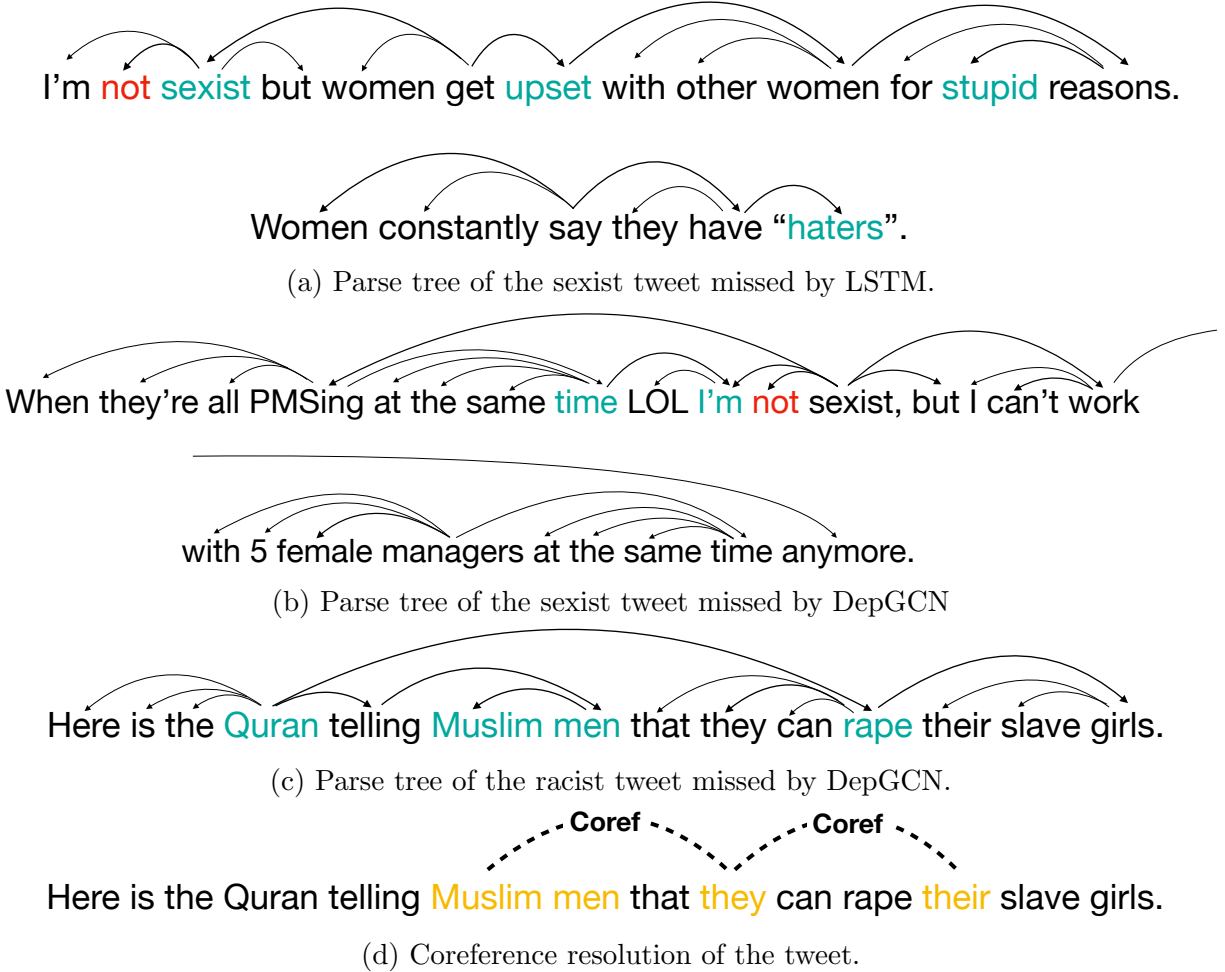 I'm not sexist but women get upset with other women for stupid reasons.
Women constantly say they have “haters”.
(a) Parse tree of the sexist tweet missed by LSTM.
When they're all PMSing at the same time LOL I'm not sexist, but I can't work
with 5 female managers at the same time anymore.
(b) Parse tree of the sexist tweet missed by DepGCN
Here is the Quran telling Muslim men that they can rape their slave girls.
(c) Parse tree of the racist tweet missed by DepGCN.
Coref Coref
Here is the Quran telling Muslim men that they can rape their slave girls.
(d) Coreference resolution of the tweet.